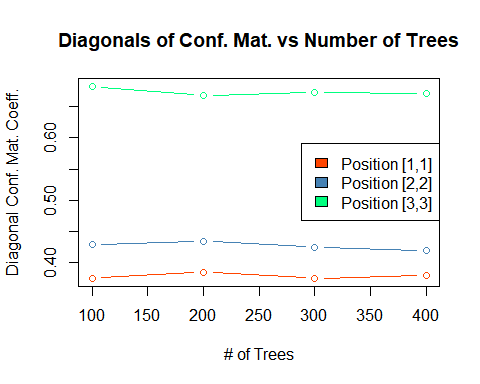 Diagonals of Conf. Mat. vs Number of Trees
Diagonal Conf. Mat. Coeff.
0.60
0.50
0.40
Position [1,1]
Position [2,2]
Position [3,3]
100 150 200 250 300 350 400
# of Trees